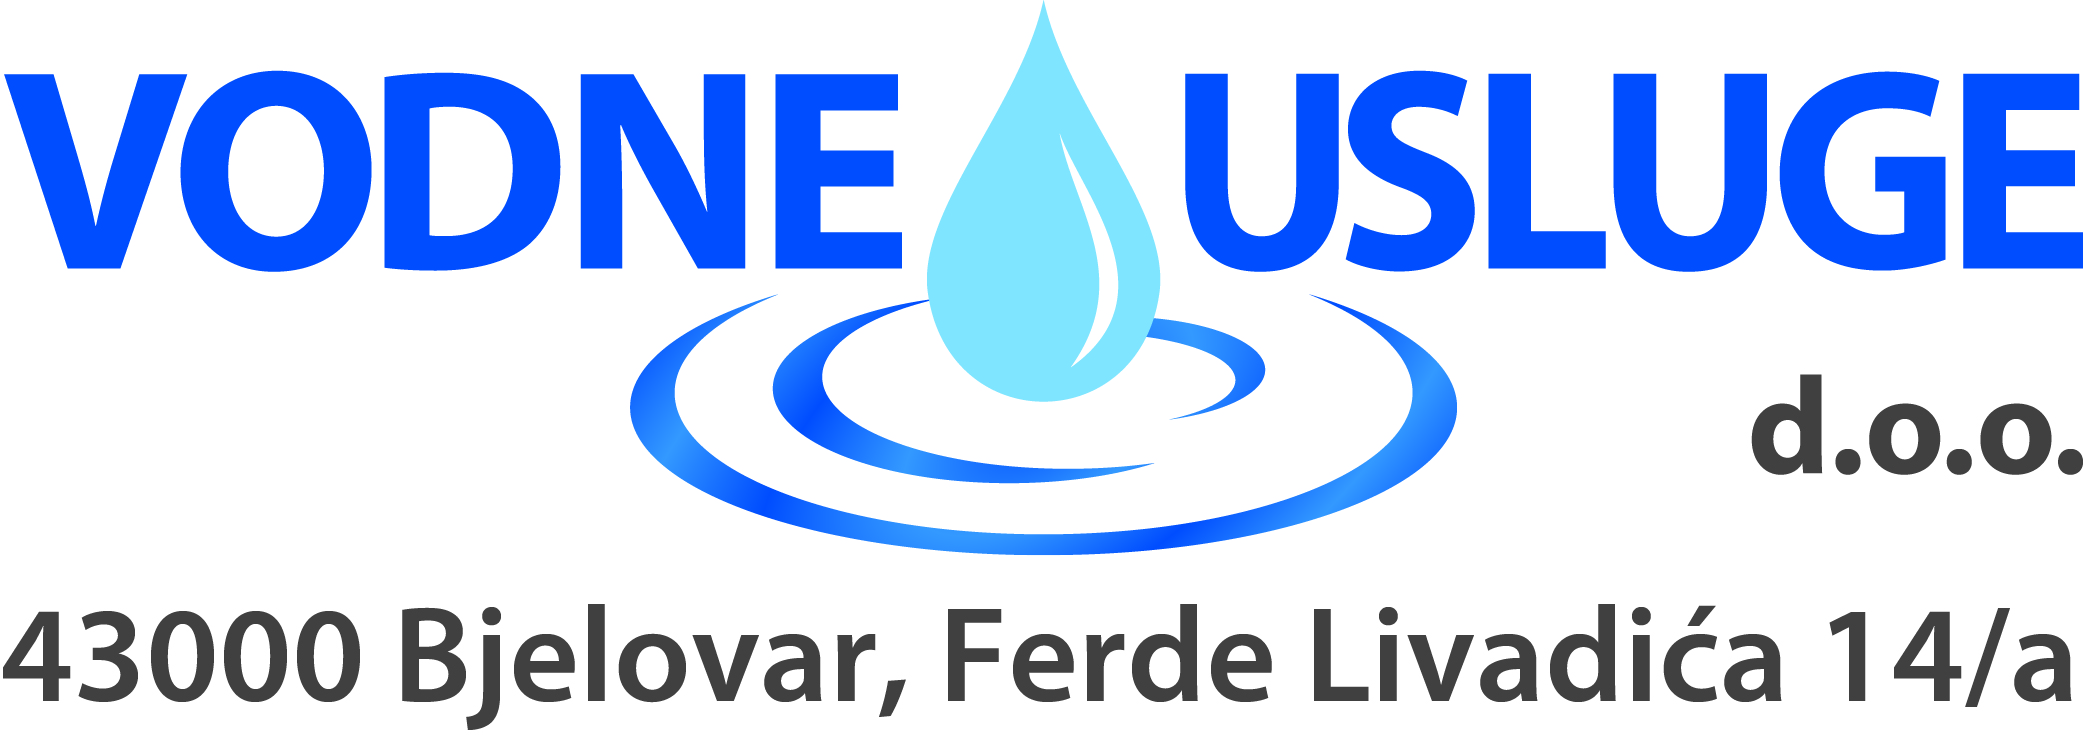 VODNE USLUGE
d.o.o.
43000 Bjelovar, Ferde Livadića 14/a